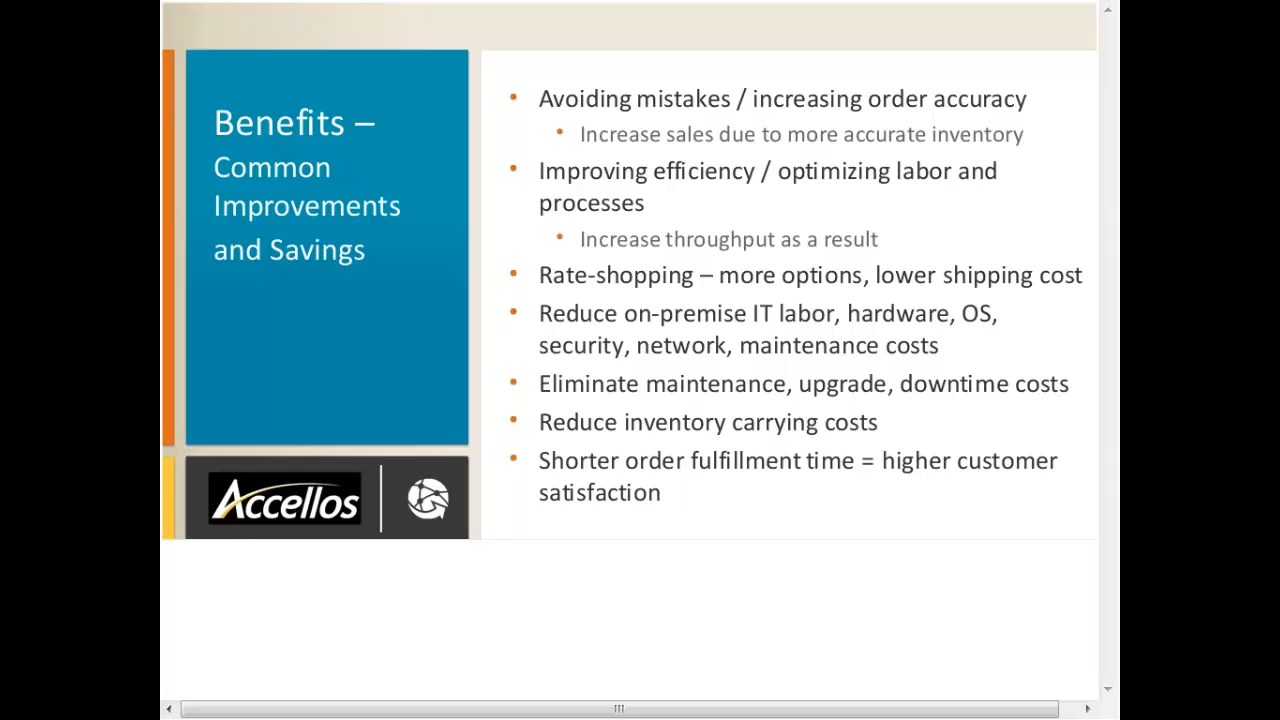 Benefits –
Common
Improvements
and Savings
• Avoiding mistakes / increasing order accuracy
• Increase sales due to more accurate inventory
• Improving efficiency / optimizing labor and
processes
• Increase throughput as a result
• Rate-shopping – more options, lower shipping cost
• Reduce on-premise IT labor, hardware, OS,
security, network, maintenance costs
• Eliminate maintenance, upgrade, downtime costs
• Reduce inventory carrying costs
• Shorter order fulfillment time = higher customer
satisfaction
Accellos